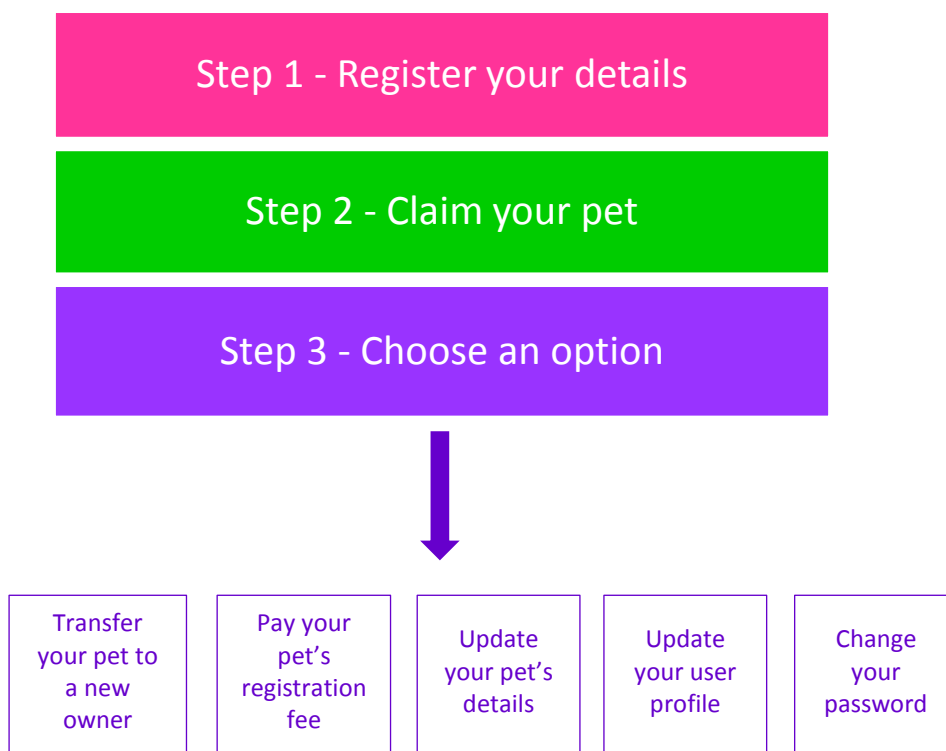 Step 1 - Register your details
Step 2 - Claim your pet
Step 3 - Choose an option
Transfer
your pet to
a new
owner
Pay your
pet’s
registration
fee
Update
your pet’s
details
Update
your user
profile
Change
your
password